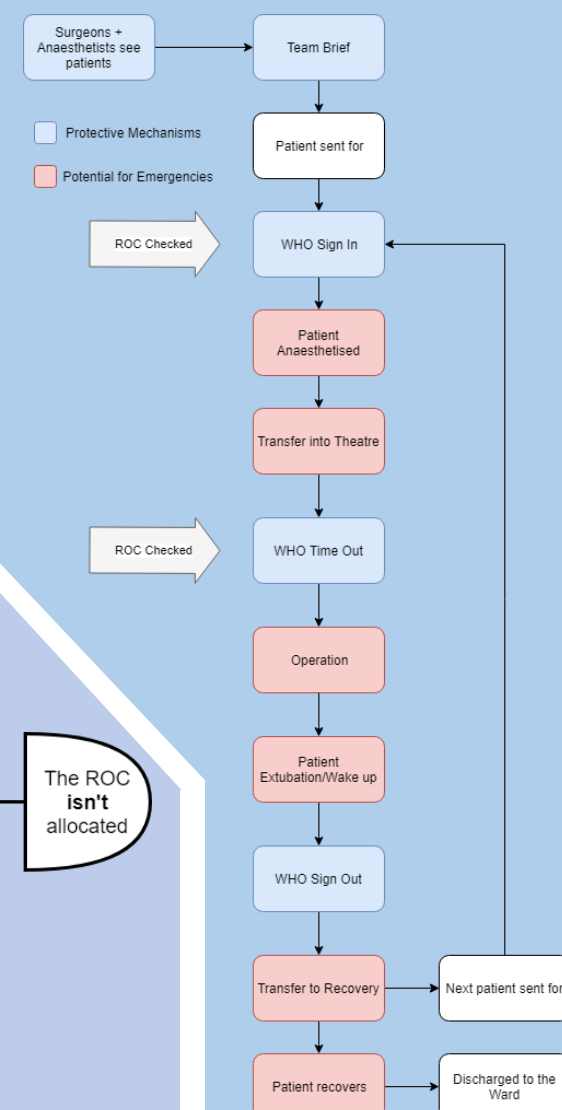 Surgeons +
Anaesthetists see
patients
Team Brief
Protective Mechanisms
Patient sent for
Potential for Emergencies
ROC Checked
WHO Sign In
Patient
Anaesthetised
Transfer into Theatre
ROC Checked
WHO Time Out
Operation
Patient
Extubation/Wake up
The ROC
isn't
allocated
WHO Sign Out
Transfer to Recovery
Next patient sent for
Patient recovers
Discharged to the
Ward